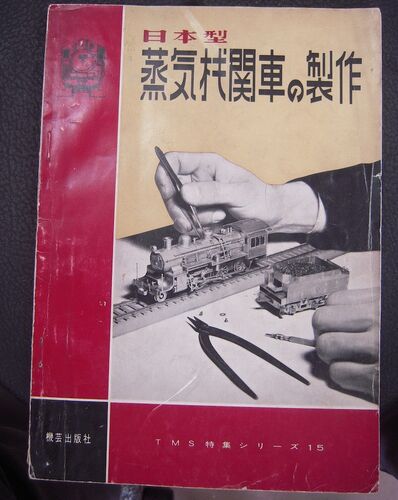 日本型
蒸気機関車の製作
機芸出版社
TMS特集シリーズ15